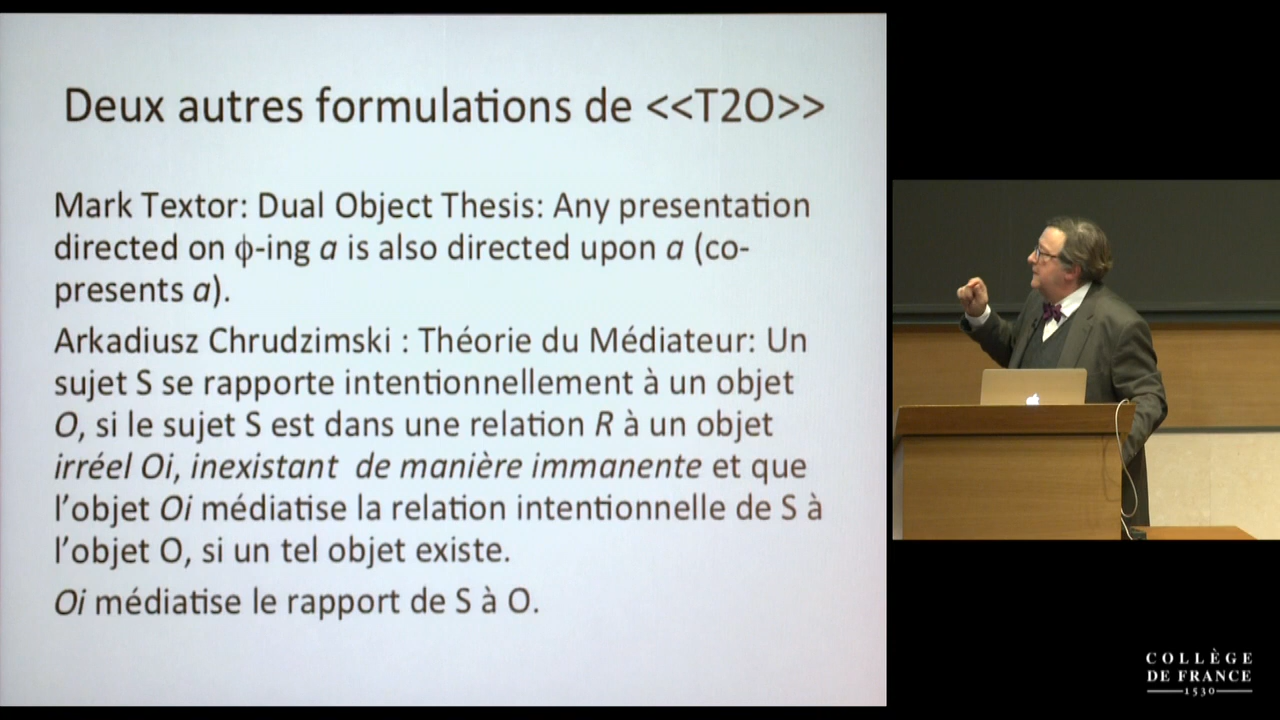 Deux autres formulations de <<T2O>>
Mark Textor: Dual Object Thesis: Any presentation
directed on ϕ-ing a is also directed upon a (co-
presents a).
Arkadiusz Chrudzimski : Théorie du Médiateur: Un
sujet S se rapporte intentionnellement à un objet
O, si le sujet S est dans une relation R à un objet
irréel Oi, inexistant de manière immanente et que
l’objet Oi médiatise la relation intentionnelle de S à
l’objet O, si un tel objet existe.
Oi médiatise le rapport de S à O.
COLLÈGE
DE FRANCE
1530